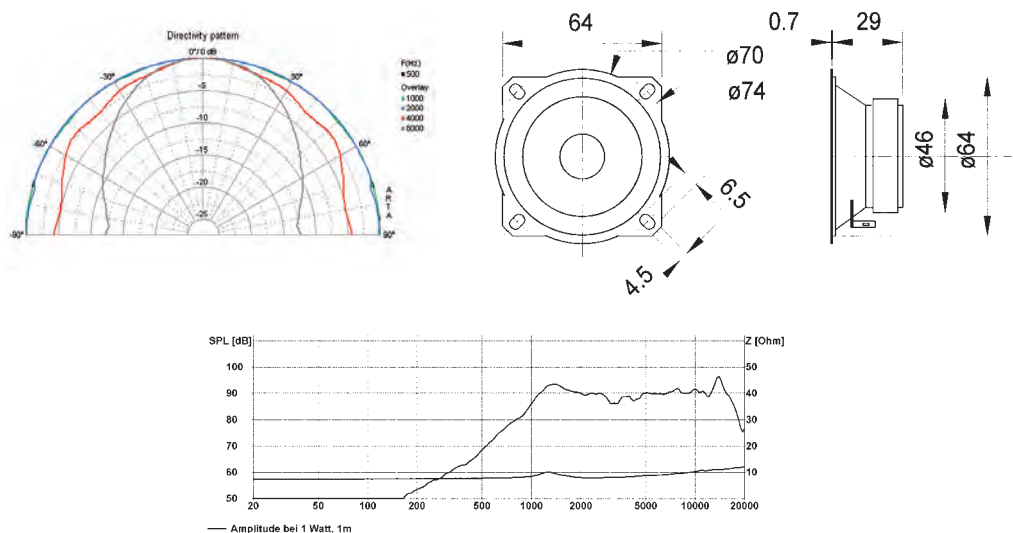 Directivity pattern
0°/0 dB
-30°
30°
-5
-10
-60°
60°
-15
-20
-25
-90°
90°
F(Hz)
500
Overlay
1000
2000
4000
8000
A
R
T
A
64
0.7
29
ø70
ø74
ø46
ø64
6.5
4.5
SPL [dB]
Z [Ohm]
100
50
90
40
80
30
70
20
60
10
50
0
20
50
100
200
500
1000
2000
5000
10000
20000
Amplitude bei 1 Watt, 1m